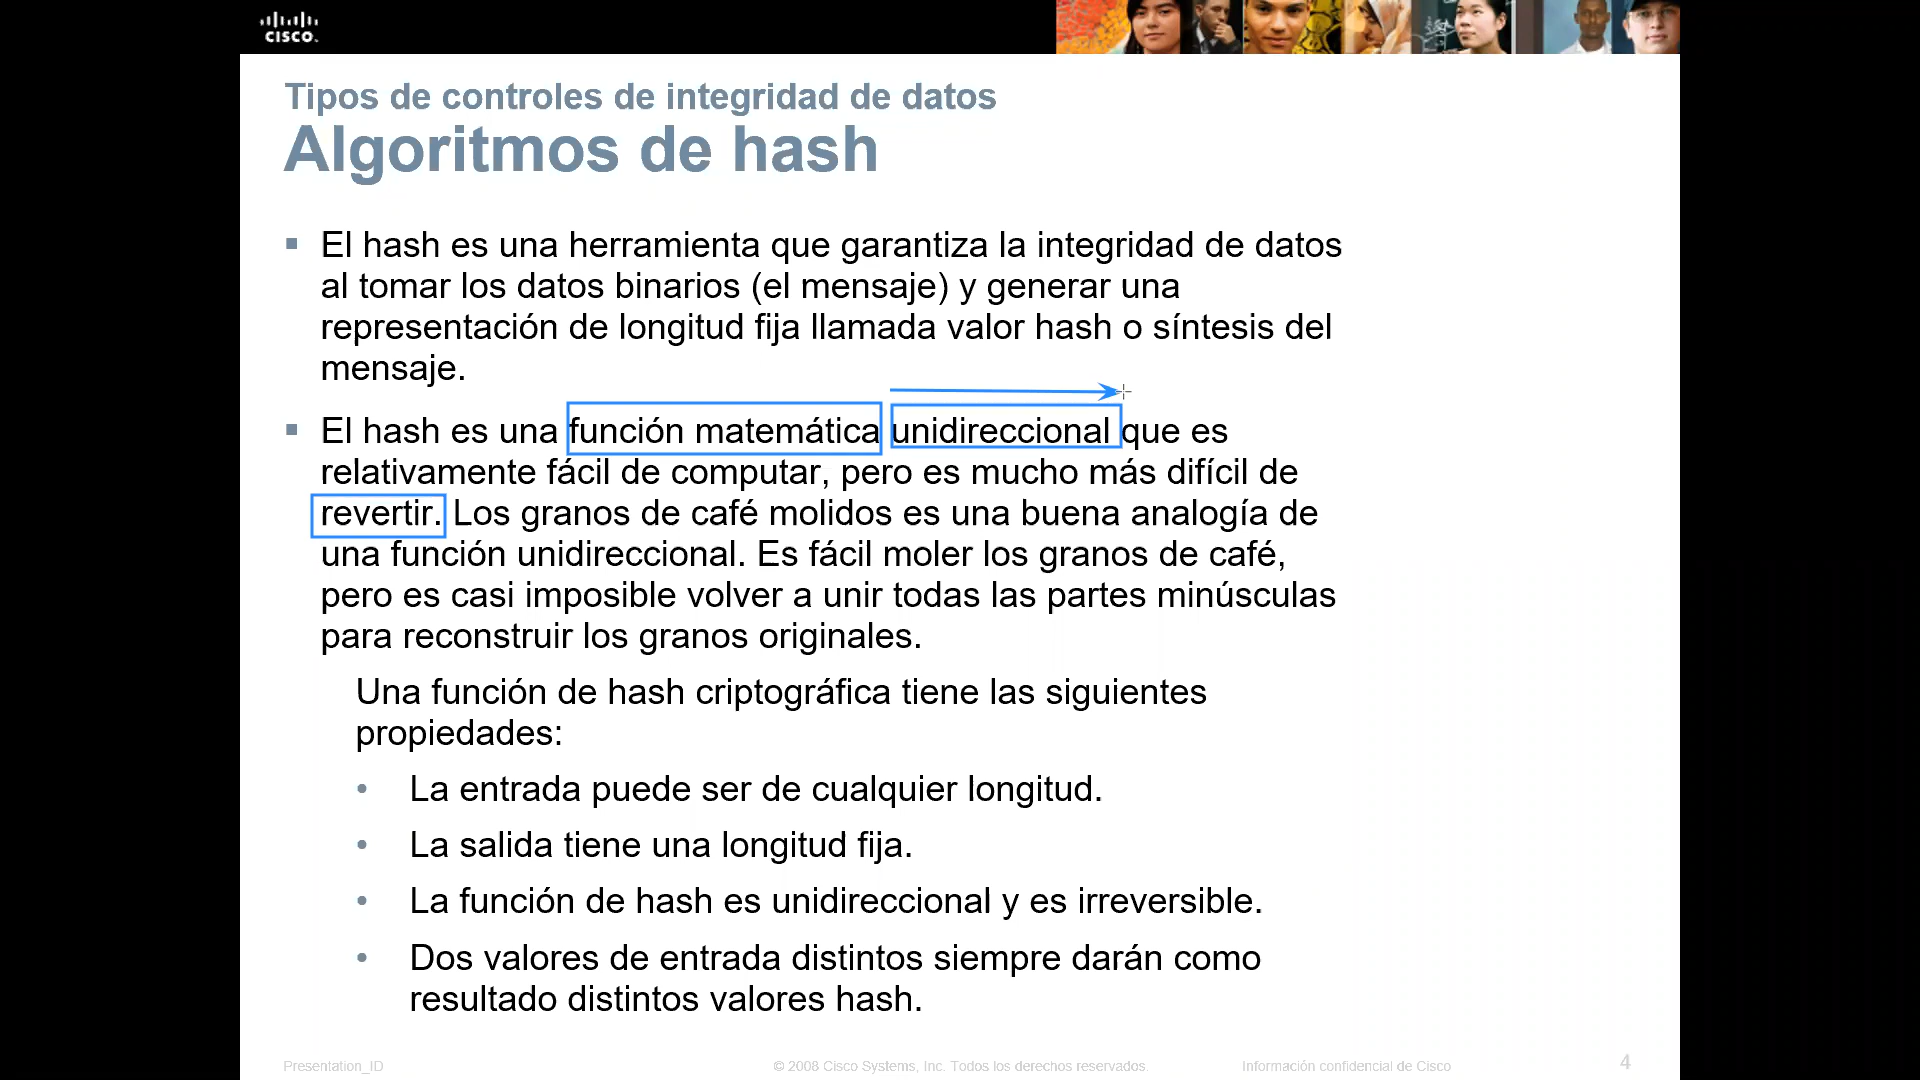 CISCO
Tipos de controles de integridad de datos
Algoritmos de hash
El hash es una herramienta que garantiza la integridad de datos
al tomar los datos binarios (el mensaje) y generar una
representación de longitud fija llamada valor hash o síntesis del
mensaje.
El hash es una función matemática unidireccional que es
relativamente fácil de computar, pero es mucho más difícil de
revertir. Los granos de café molidos es una buena analogía de
una función unidireccional. Es fácil moler los granos de café,
pero es casi imposible volver a unir todas las partes minúsculas
para reconstruir los granos originales.
Una función de hash criptográfica tiene las siguientes
propiedades:
• La entrada puede ser de cualquier longitud.
• La salida tiene una longitud fija.
• La función de hash es unidireccional y es irreversible.
• Dos valores de entrada distintos siempre darán como
resultado distintos valores hash.
Presentation_ID © 2008 Cisco Systems, Inc. Todos los derechos reservados. Información confidencial de Cisco 4